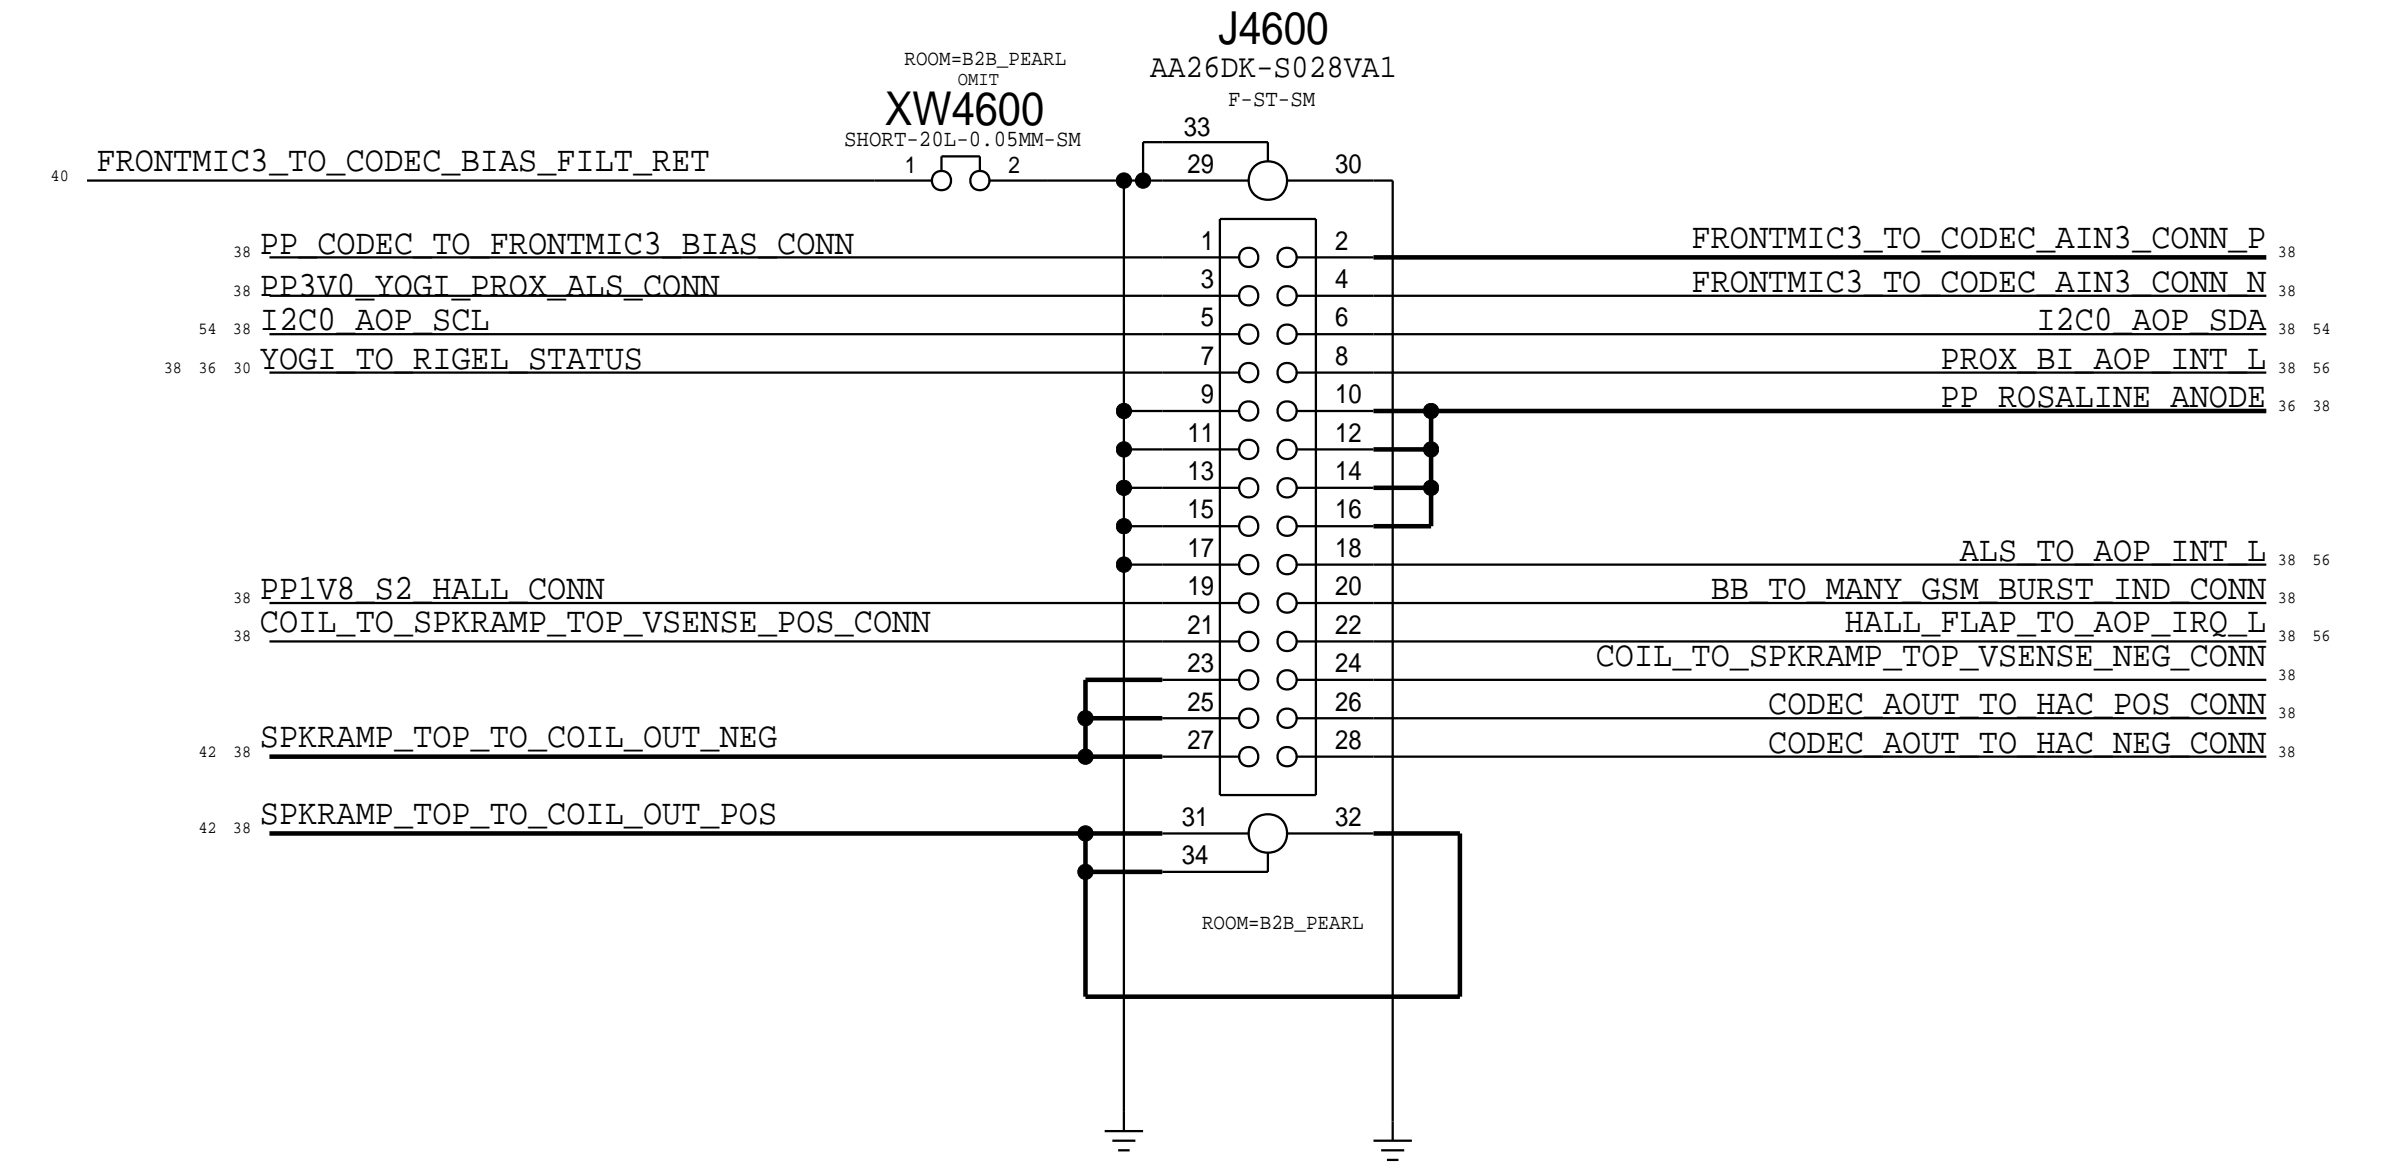 J4600
ROOM=B2B_PEARL
AA26DK-S028VA1
OMIT
XW4600
F-ST-SM
SHORT-20L-0.05MM-SM
33
40 FRONTMIC3_TO_CODEC_BIAS_FILT_RET 1 2 29 30
38 PP_CODEC_TO_FRONTMIC3_BIAS_CONN 1 2 FRONTMIC3_TO_CODEC_AIN3_CONN_P 38
38 PP3V0_YOGI_PROX_ALS_CONN 3 4 FRONTMIC3_TO_CODEC_AIN3_CONN_N 38
54 38 I2C0_AOP_SCL 5 6 I2C0_AOP_SDA 38 54
38 36 30 YOGI_TO_RIGEL_STATUS 7 8 PROX_BI_AOP_INT_L 38 56
9 10 PP_ROSALINE_ANODE 36 38
11 12
13 14
15 16
17 18 ALS_TO_AOP_INT_L 38 56
38 PP1V8_S2_HALL_CONN 19 20 BB_TO_MANY_GSM_BURST_IND_CONN 38
38 COIL_TO_SPKRAMP_TOP_VSENSE_POS_CONN 21 22 HALL_FLAP_TO_AOP_IRQ_L 38 56
23 24 COIL_TO_SPKRAMP_TOP_VSENSE_NEG_CONN 38
25 26 CODEC_AOUT_TO_HAC_POS_CONN 38
42 38 SPKRAMP_TOP_TO_COIL_OUT_NEG 27 28 CODEC_AOUT_TO_HAC_NEG_CONN 38
42 38 SPKRAMP_TOP_TO_COIL_OUT_POS 31 32
34
ROOM=B2B_PEARL